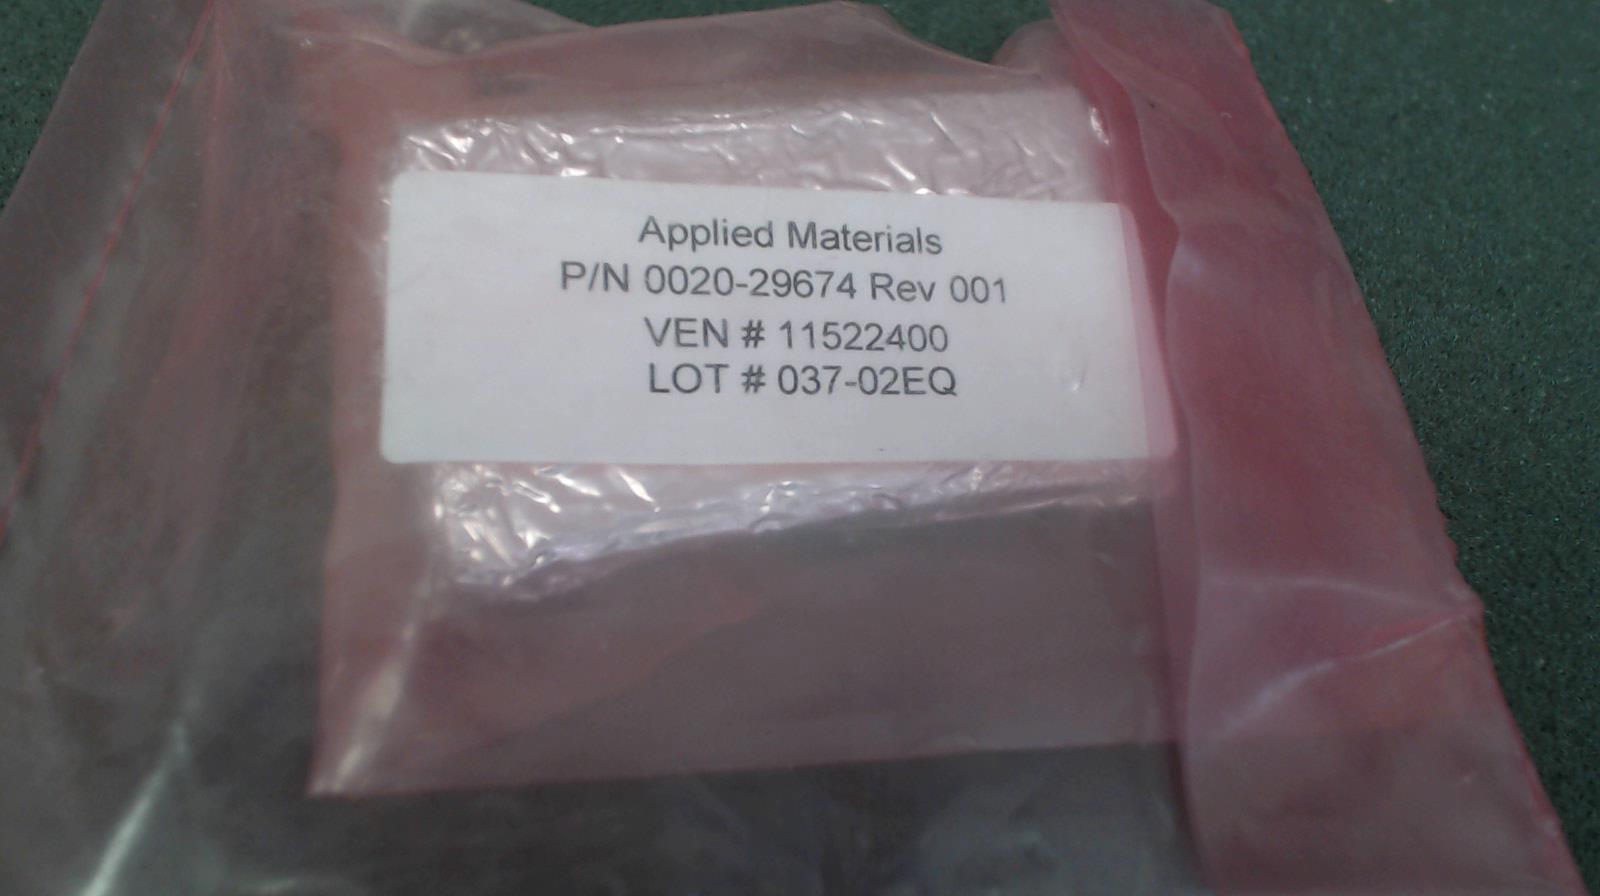 Applied Materials
P/N 0020-29674 Rev 001
VEN # 11522400
LOT # 037-02EQ